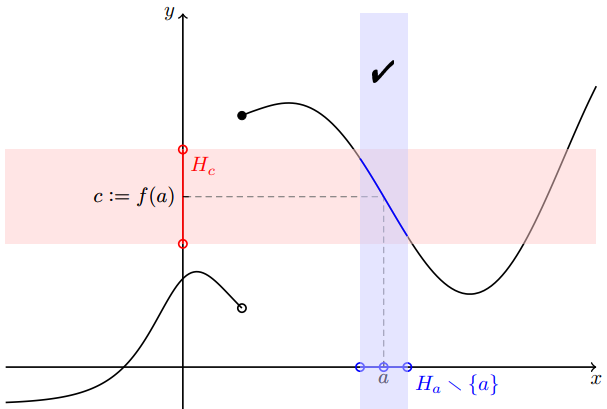 y
✓
H_c
c := f(a)
a
x
H_a ∖ {a}